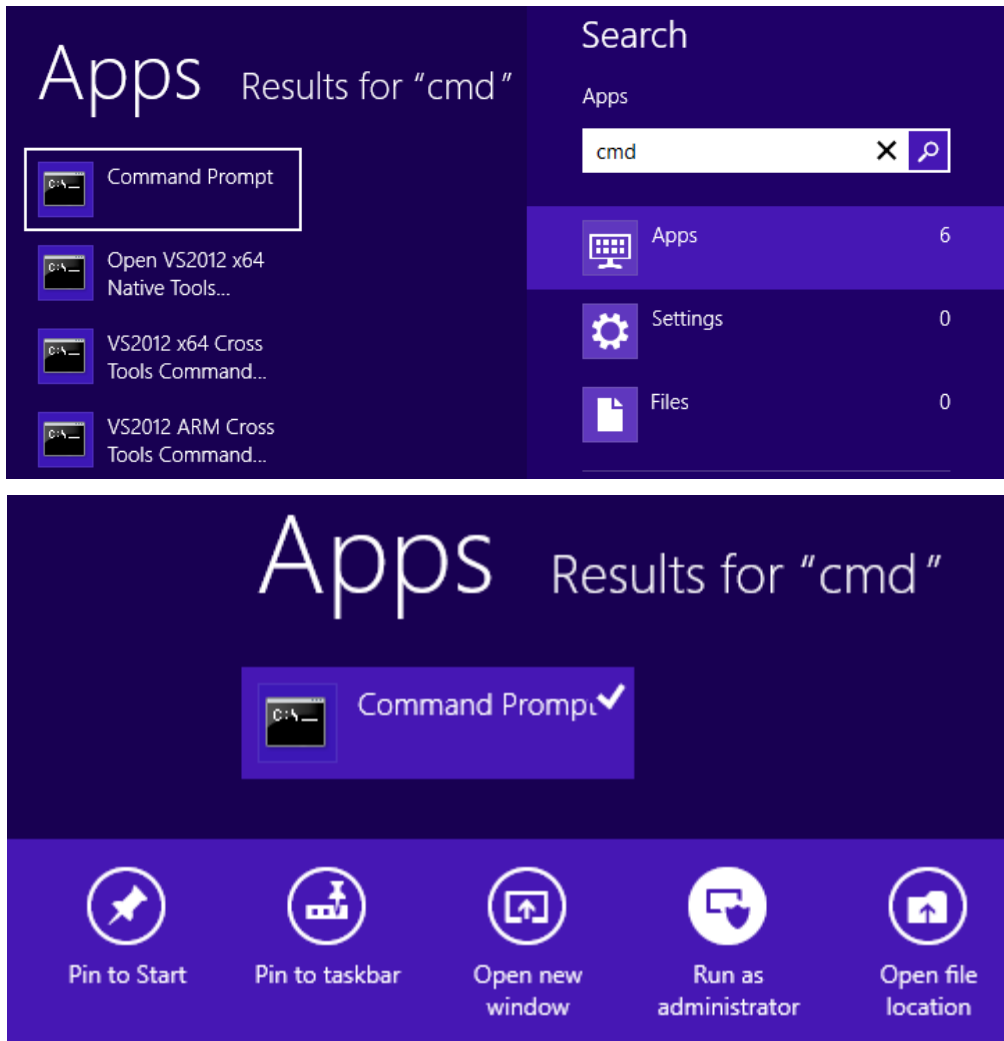 Apps Results for “cmd”
Command Prompt
Open VS2012 x64
Native Tools...
VS2012 x64 Cross
Tools Command...
VS2012 ARM Cross
Tools Command...
Search
Apps
cmd
Apps 6
Settings 0
Files 0
Apps Results for “cmd”
Command Prompt
Pin to Start
Pin to taskbar
Open new
window
Run as
administrator
Open file
location